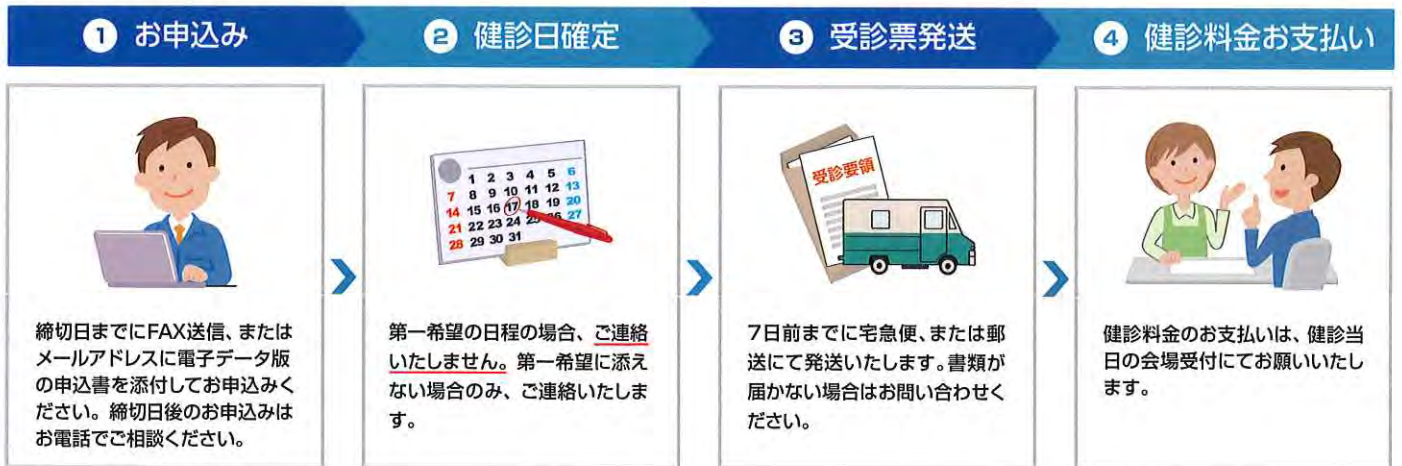 1 お申込み
2 健診日確定
3 受診票発送
4 健診料金お支払い
締切日までにFAX送信、または
メールアドレスに電子データ版
の申込書を添付してお申込みく
ださい。締切日後のお申込みは
お電話でご相談ください。
1 2 3 4 5 6
7 8 9 10 11 12 13
14 15 16 17 18 19 20
21 22 23 24 25 26 27
28 29 30 31
第一希望の日程の場合、ご連絡
いたしません。第一希望に添え
ない場合のみ、ご連絡いたしま
す。
受診要領
7日前までに宅急便、または郵
送にて発送いたします。書類が
届かない場合はお問い合わせく
ださい。
健診料金のお支払いは、健診当
日の会場受付にてお願いいたし
ます。